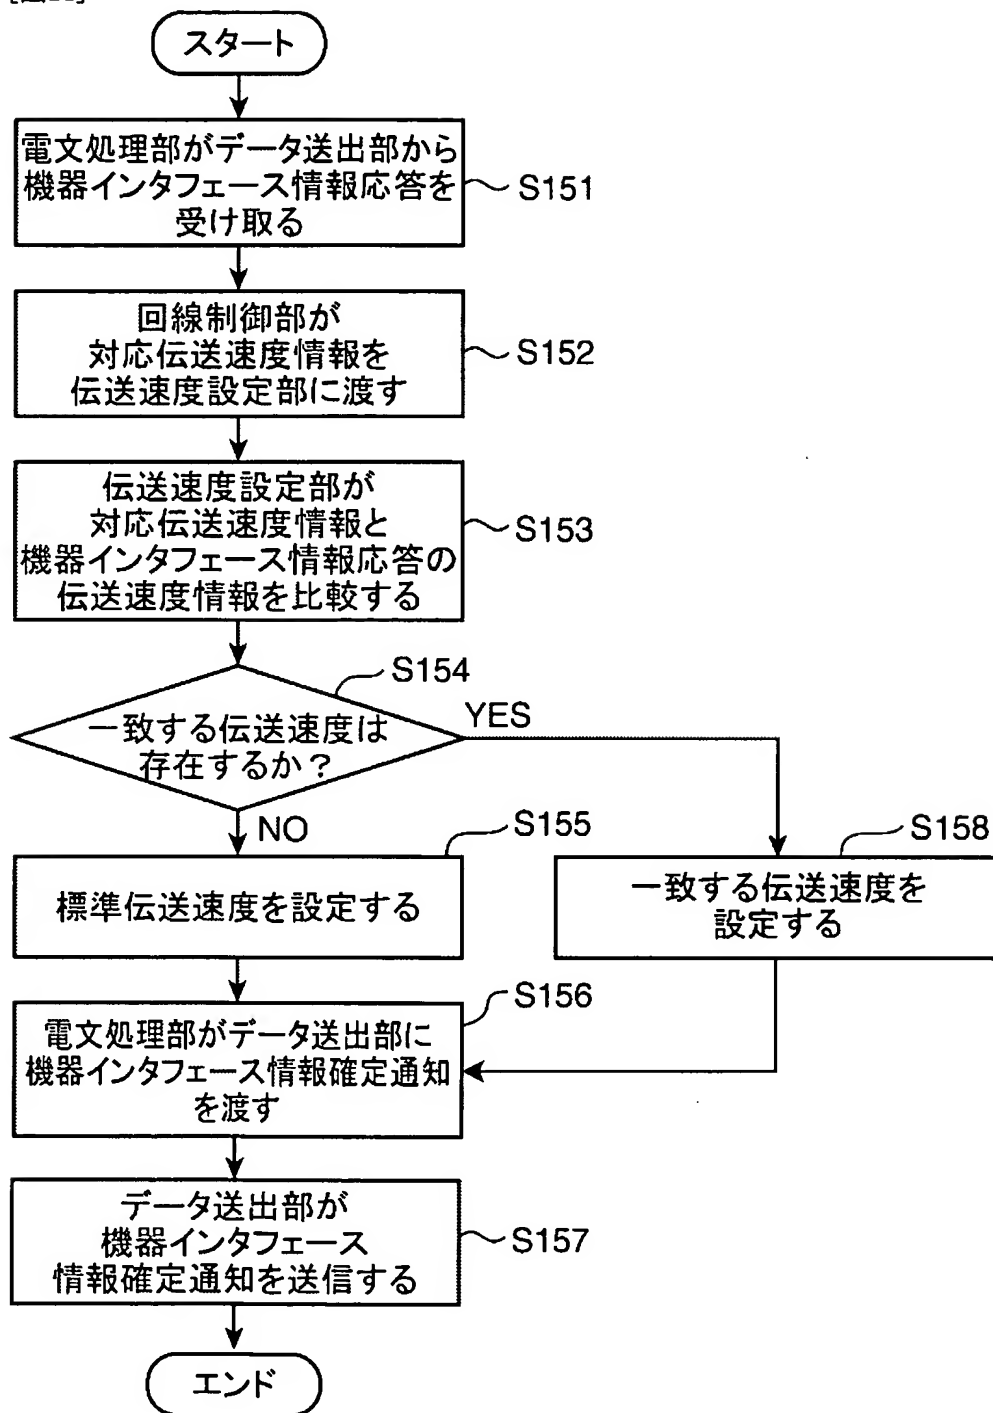 スタート
電文処理部がデータ送出部から
機器インタフェース情報応答を
受け取る
S151
回線制御部が
対応伝送速度情報を
伝送速度設定部に渡す
S152
伝送速度設定部が
対応伝送速度情報と
機器インタフェース情報応答の
伝送速度情報を比較する
S153
S154
一致する伝送速度は
存在するか？
YES
NO
S155
標準伝送速度を設定する
S158
一致する伝送速度を
設定する
S156
電文処理部がデータ送出部に
機器インタフェース情報確定通知
を渡す
データ送出部が
機器インタフェース
情報確定通知を送信する
S157
エンド